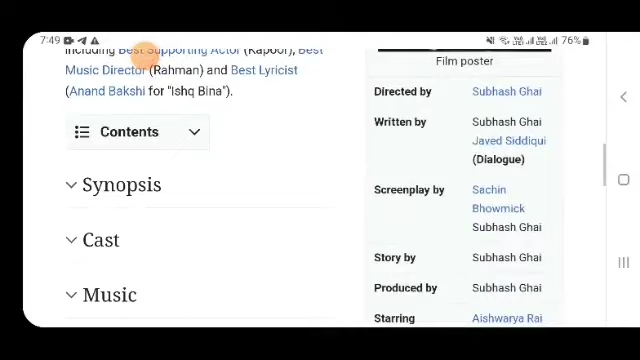 7:49
76%
including Best Supporting Actor (Kapoor), Best
Music Director (Rahman) and Best Lyricist
(Anand Bakshi for "Ishq Bina").
Contents
Synopsis
Cast
Music
Film poster
Directed by Subhash Ghai
Written by Subhash Ghai
Javed Siddiqui
(Dialogue)
Screenplay by Sachin
Bhowmick
Subhash Ghai
Story by Subhash Ghai
Produced by Subhash Ghai
Starring Aishwarya Rai